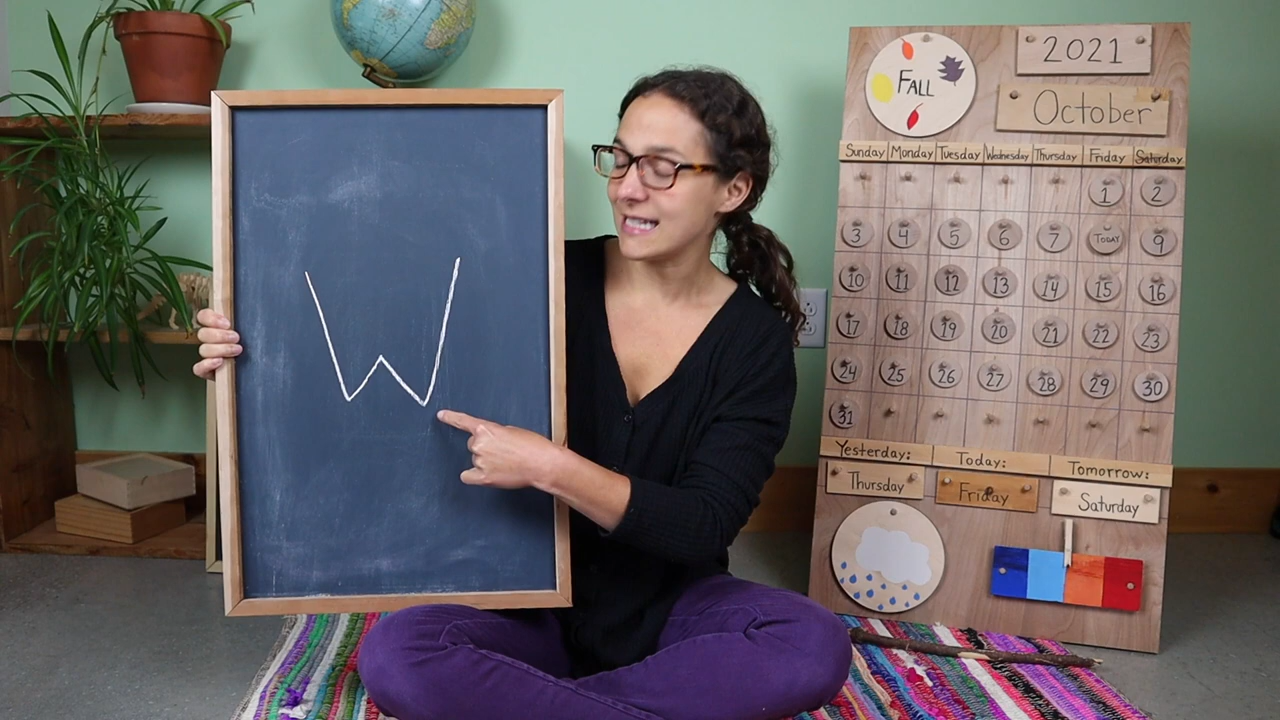 W
FALL
2021
October
Sunday Monday Tuesday Wednesday Thursday Friday Saturday
1 2
3 4 5 6 7 TODAY 9
10 11 12 13 14 15 16
17 18 19 20 21 22 23
24 25 26 27 28 29 30
31
Yesterday: Today: Tomorrow:
Thursday Friday Saturday